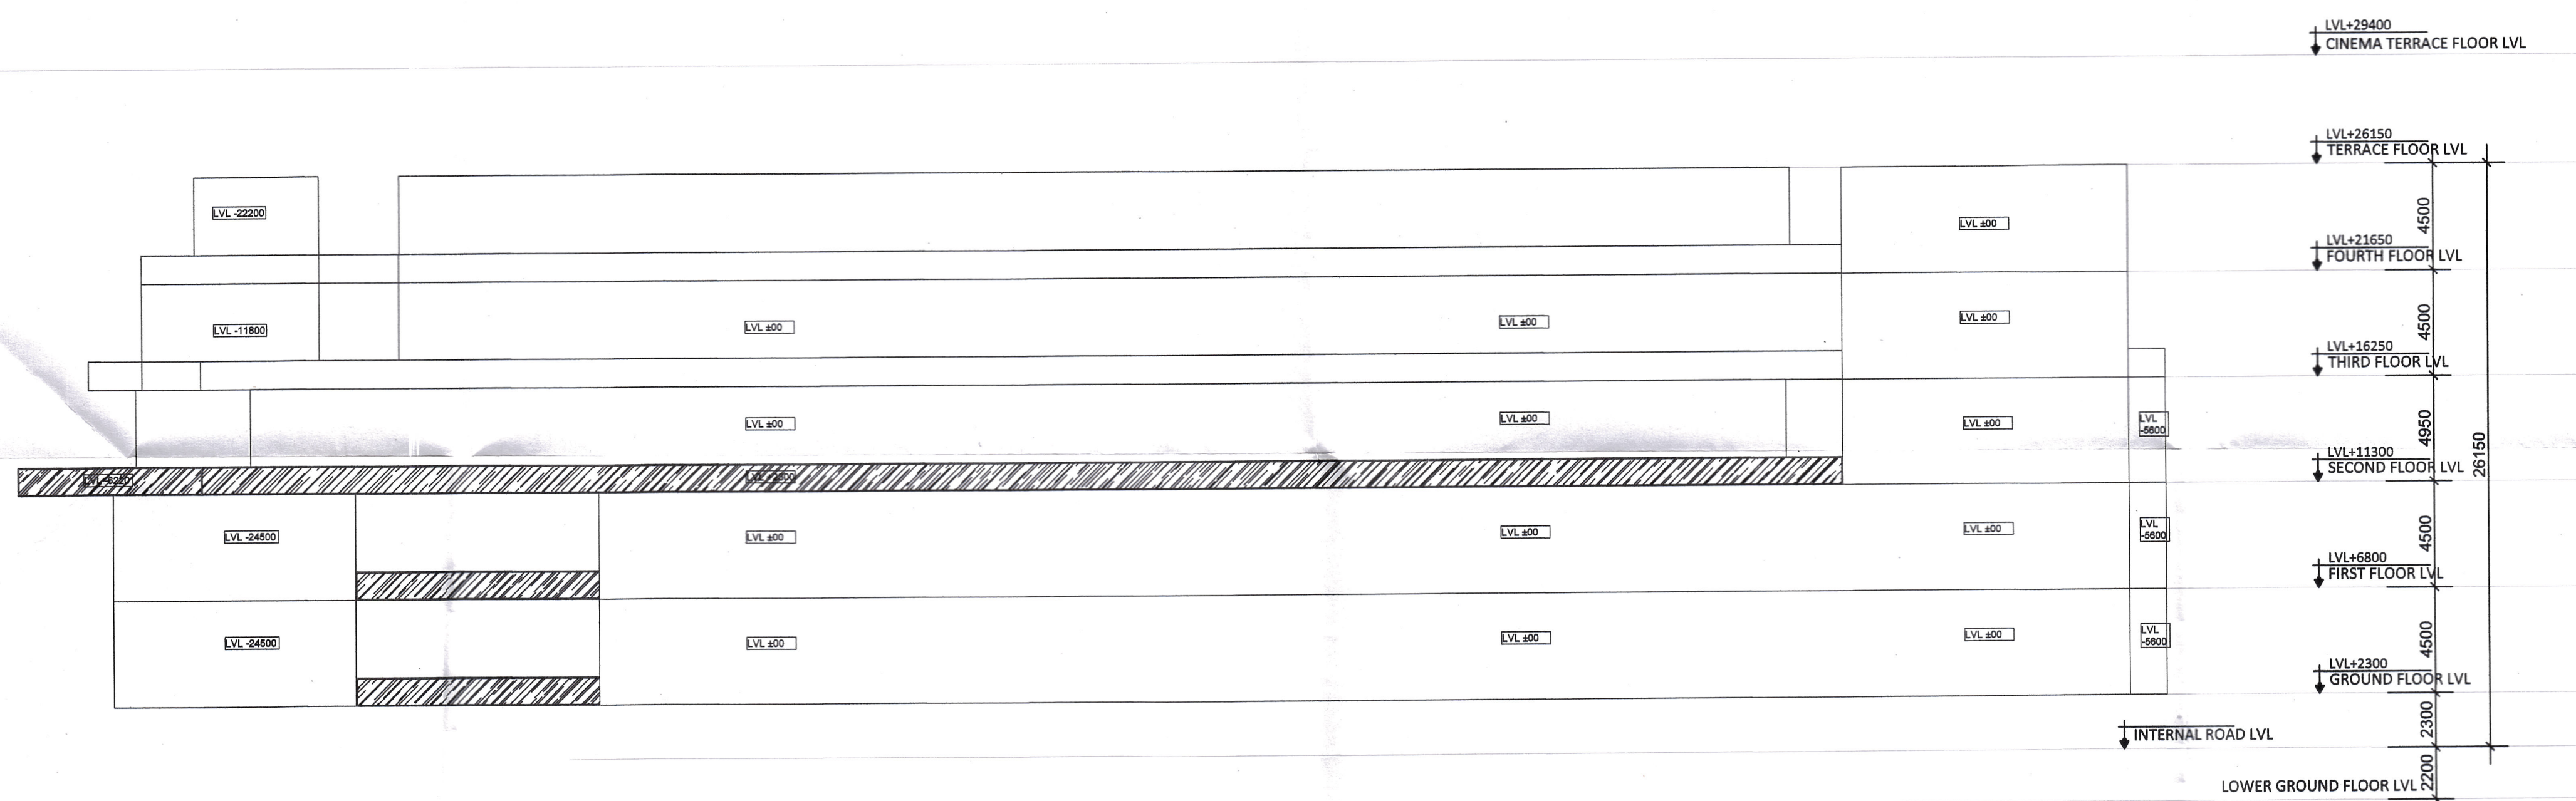 LVL+29400
CINEMA TERRACE FLOOR LVL
LVL+26150
TERRACE FLOOR LVL
LVL -22200
LVL ±00
4500
LVL+21650
FOURTH FLOOR LVL
LVL -11800
LVL ±00
LVL ±00
LVL ±00
4500
LVL+16250
THIRD FLOOR LVL
LVL ±00
LVL ±00
LVL ±00
LVL
-5600
4950
26150
LVL+11300
SECOND FLOOR LVL
LVL -24500
LVL ±00
LVL ±00
LVL ±00
LVL
-5600
4500
LVL+6800
FIRST FLOOR LVL
LVL -24500
LVL ±00
LVL ±00
LVL ±00
LVL
-5600
4500
LVL+2300
GROUND FLOOR LVL
2300
INTERNAL ROAD LVL
LOWER GROUND FLOOR LVL
2200